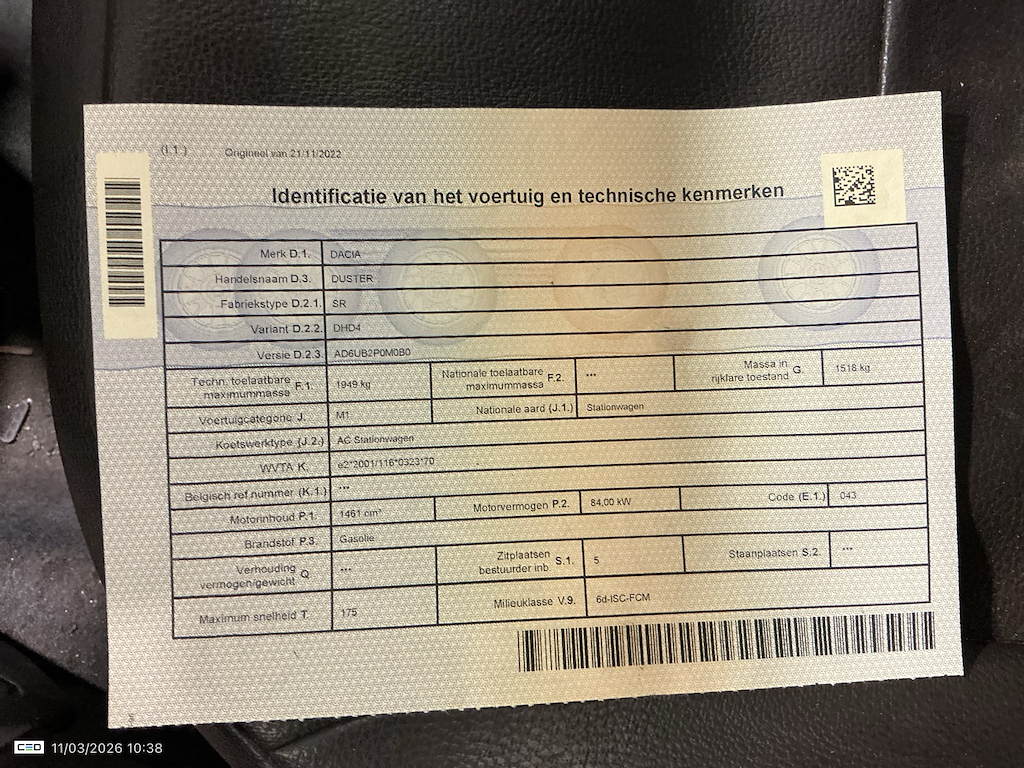 (I.1.) Origineel van 21/11/2022
Identificatie van het voertuig en technische kenmerken
Merk D.1. DACIA
Handelsnaam D.3. DUSTER
Fabriekstype D.2.1. SR
Variant D.2.2. DHD4
Versie D.2.3. AD6UB2P0M0B0
Techn. toelaatbare maximummassa F.1. 1949 kg Nationale toelaatbare maximummassa F.2. --- Massa in rijklare toestand G. 1518 kg
Voertuigcategorie J. M1 Nationale aard (J.1.) Stationwagen
Koetswerktype (J.2.) AC Stationwagen
WVTA K. e2*2001/116*0323*70
Belgisch ref.nummer (K.1.) ---
Motorinhoud P.1. 1461 cm³ Motorvermogen P.2. 84,00 kW Code (E.1.) 043
Brandstof P.3. Gasolie
Verhouding vermogen/gewicht Q. --- Zitplaatsen bestuurder inb. S.1. 5 Staanplaatsen S.2. ---
Maximum snelheid T. 175 Milieuklasse V.9. 6d-ISC-FCM
CEO 11/03/2026 10:38